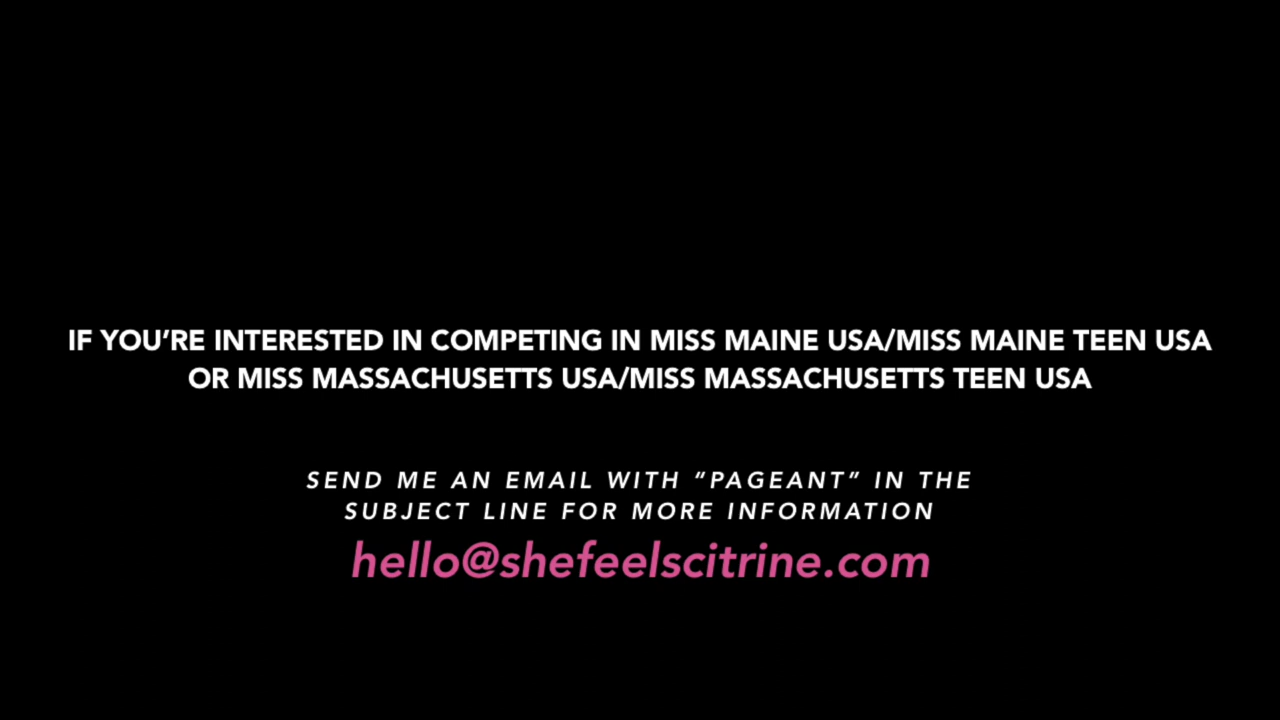 IF YOU’RE INTERESTED IN COMPETING IN MISS MAINE USA/MISS MAINE TEEN USA
OR MISS MASSACHUSETTS USA/MISS MASSACHUSETTS TEEN USA
SEND ME AN EMAIL WITH “PAGEANT” IN THE
SUBJECT LINE FOR MORE INFORMATION
hello@shefeelscitrine.com